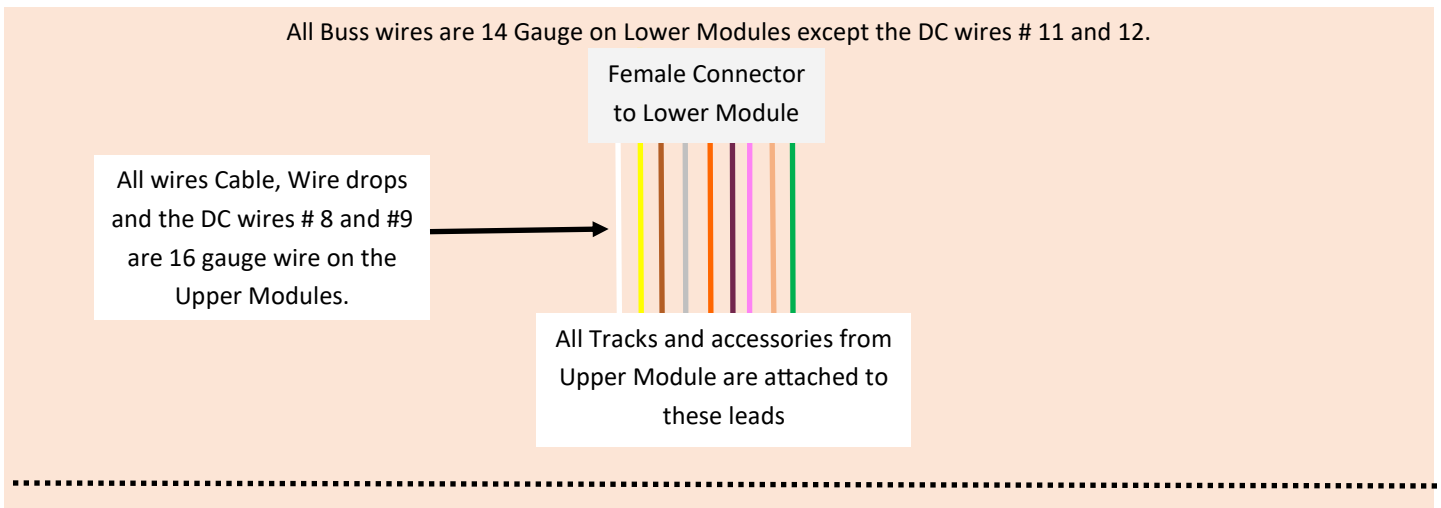 All Buss wires are 14 Gauge on Lower Modules except the DC wires # 11 and 12.
Female Connector
to Lower Module
All wires Cable, Wire drops
and the DC wires # 8 and #9
are 16 gauge wire on the
Upper Modules.
All Tracks and accessories from
Upper Module are attached to
these leads